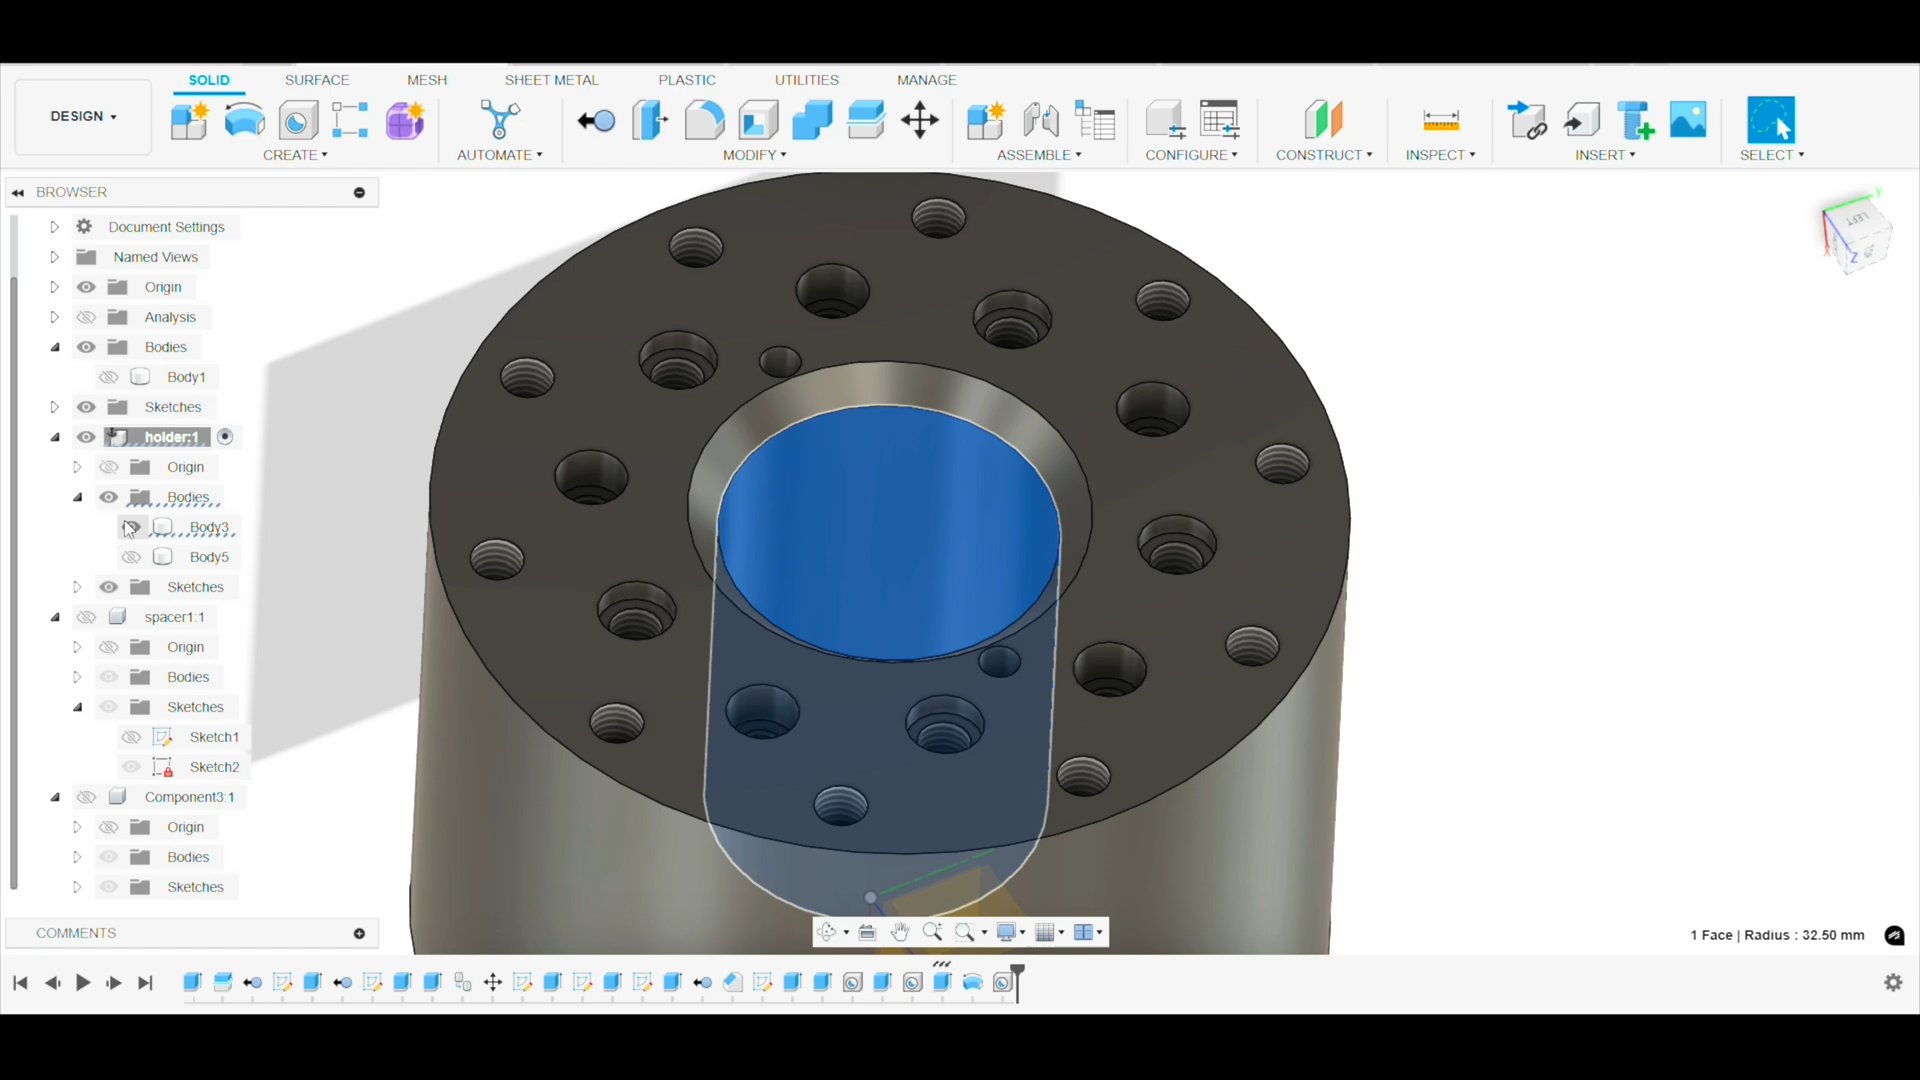 SOLID SURFACE MESH SHEET METAL PLASTIC UTILITIES MANAGE
DESIGN
CREATE AUTOMATE MODIFY ASSEMBLE CONFIGURE CONSTRUCT INSPECT INSERT SELECT
BROWSER
Document Settings
Named Views
Origin
Analysis
Bodies
Body1
Sketches
holder:1
Origin
Bodies
Body3
Body5
Sketches
spacer1:1
Origin
Bodies
Sketches
Sketch1
Sketch2
Component3:1
Origin
Bodies
Sketches
COMMENTS
LEFT
X
Y
Z
1 Face | Radius : 32.50 mm